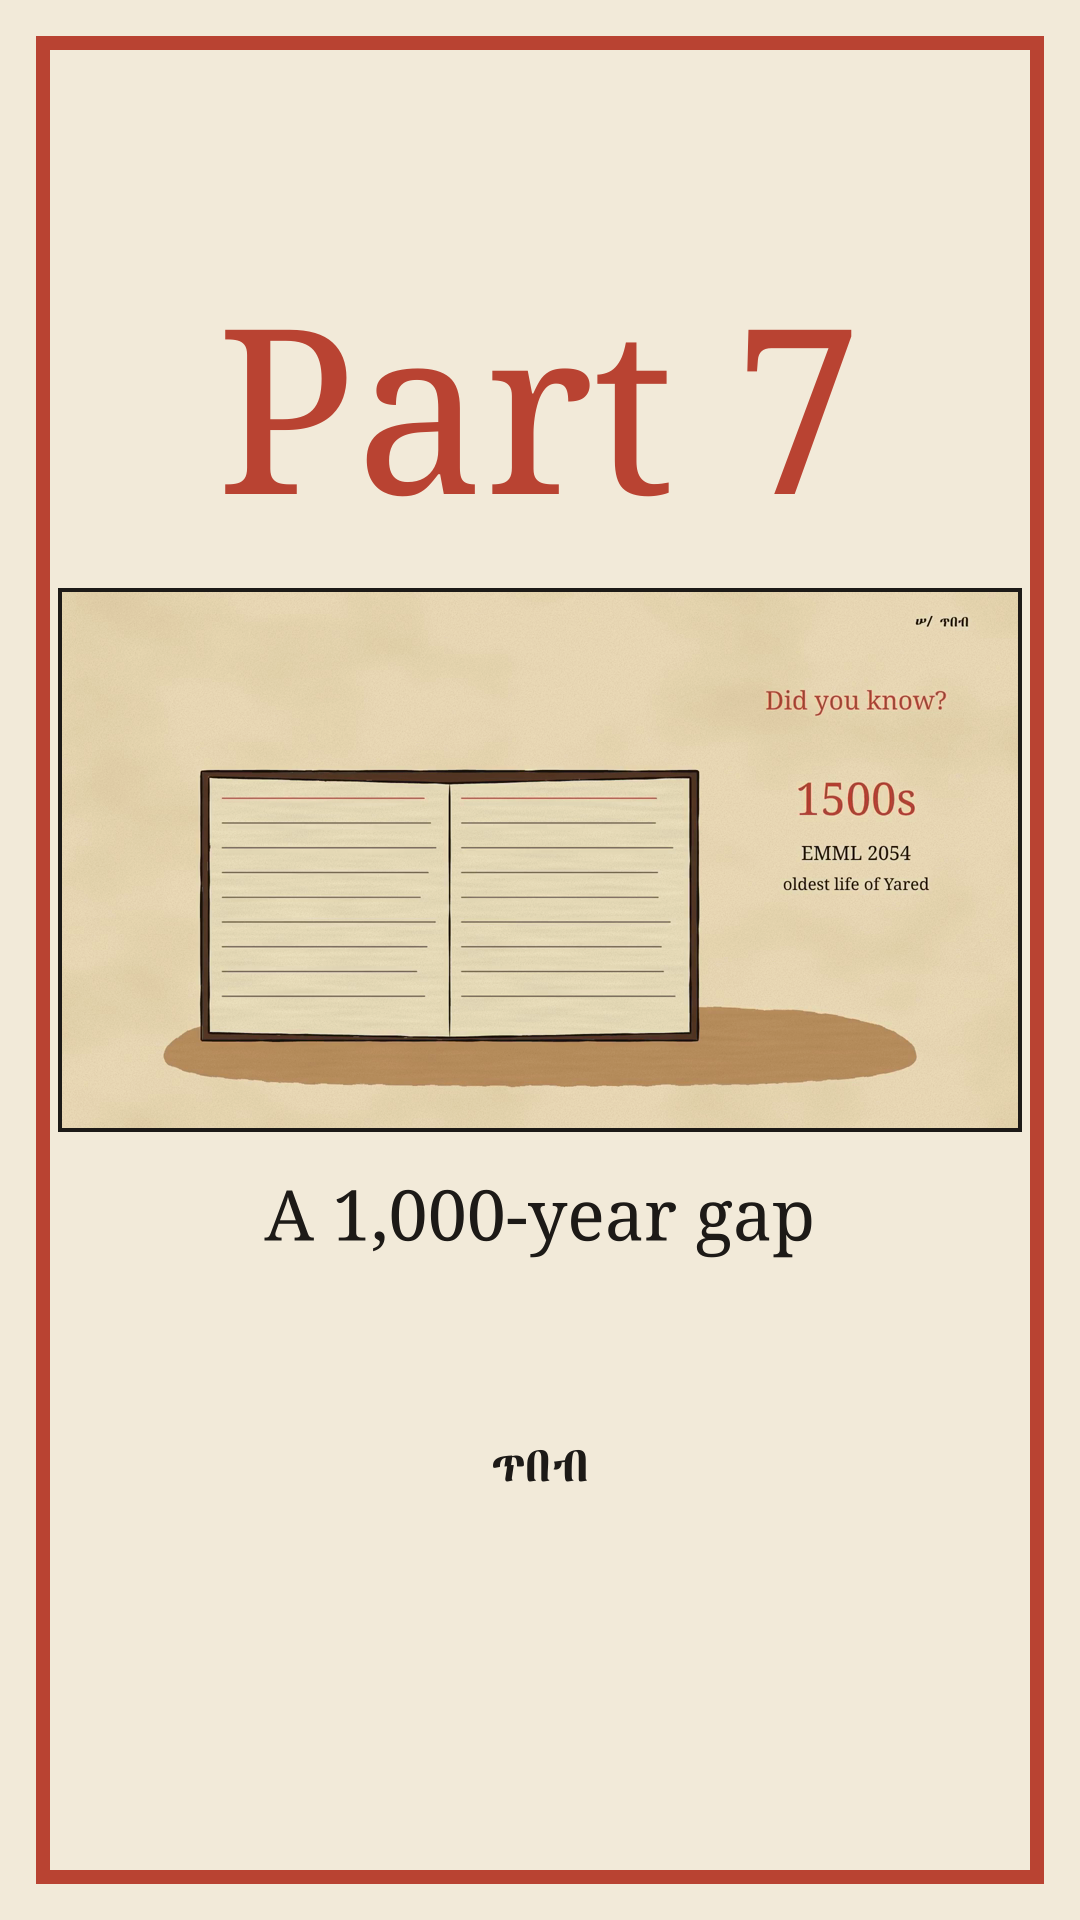 Part 7
ሠ/ ጥበብ
Did you know?
1500s
EMML 2054
oldest life of Yared
A 1,000-year gap
ጥበብ